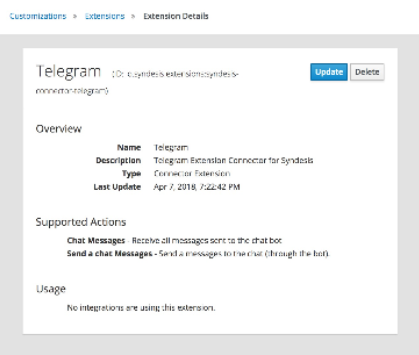 Customizations » Extensions » Extension Details
Telegram (ID: io.syndesis.extensions:syndesis-
connector-telegram)
Update Delete
Overview
Name Telegram
Description Telegram Extension Connector for Syndesis
Type Connector Extension
Last Update Apr 7, 2018, 7:22:42 PM
Supported Actions
Chat Messages - Receive all messages sent to the chat bot
Send a chat Messages - Send a messages to the chat (through the bot).
Usage
No integrations are using this extension.